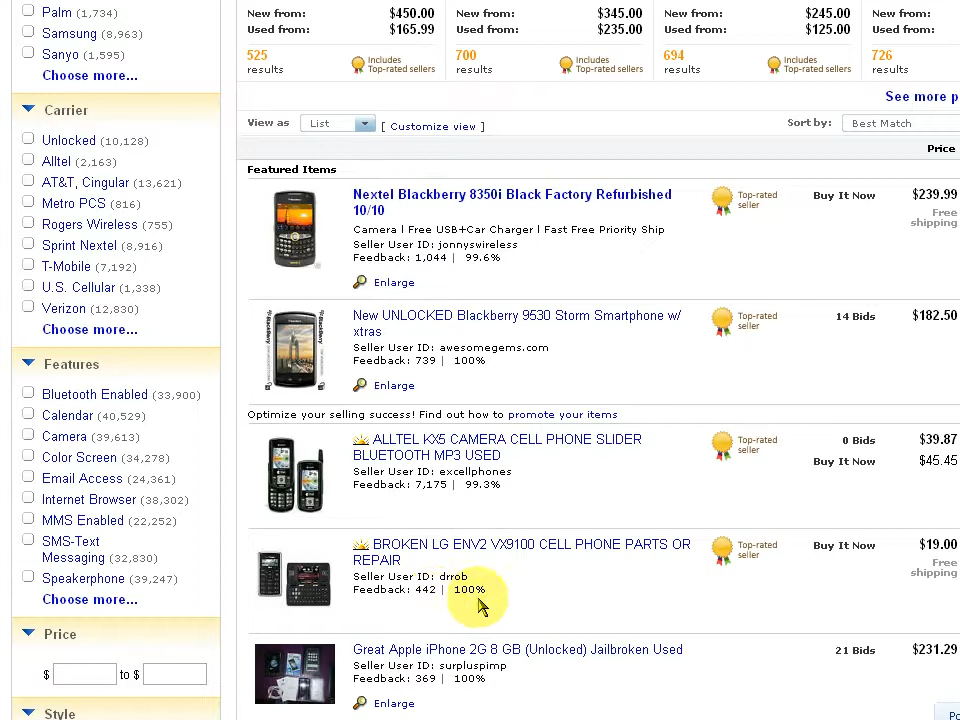 Palm (1,734)
Samsung (8,963)
Sanyo (1,595)
Choose more...
Carrier
Unlocked (10,128)
Alltel (2,163)
AT&T, Cingular (13,621)
Metro PCS (816)
Rogers Wireless (755)
Sprint Nextel (8,916)
T-Mobile (7,192)
U.S. Cellular (1,338)
Verizon (12,830)
Choose more...
Features
Bluetooth Enabled (33,900)
Calendar (40,529)
Camera (39,613)
Color Screen (34,278)
Email Access (24,361)
Internet Browser (38,302)
MMS Enabled (22,252)
SMS-Text
Messaging (32,830)
Speakerphone (39,247)
Choose more...
Price
$ to $
Style
New from: $450.00
Used from: $165.99
525
results
Includes
Top-rated sellers
New from: $345.00
Used from: $235.00
700
results
Includes
Top-rated sellers
New from: $245.00
Used from: $125.00
694
results
Includes
Top-rated sellers
New from:
Used from:
726
results
See more p
View as List [ Customize view ]
Sort by: Best Match
Price
Featured Items
Nextel Blackberry 8350i Black Factory Refurbished
10/10
Camera | Free USB+Car Charger | Fast Free Priority Ship
Seller User ID: jonnyswireless
Feedback: 1,044 | 99.6%
Enlarge
Top-rated
seller
Buy It Now
$239.99
Free
shipping
New UNLOCKED Blackberry 9530 Storm Smartphone w/
xtras
Seller User ID: awesomegems.com
Feedback: 739 | 100%
Enlarge
Top-rated
seller
14 Bids
$182.50
Optimize your selling success! Find out how to promote your items
ALLTEL KX5 CAMERA CELL PHONE SLIDER
BLUETOOTH MP3 USED
Seller User ID: excellphones
Feedback: 7,175 | 99.3%
Top-rated
seller
0 Bids $39.87
Buy It Now $45.45
BROKEN LG ENV2 VX9100 CELL PHONE PARTS OR
REPAIR
Seller User ID: drrob
Feedback: 442 | 100%
Top-rated
seller
Buy It Now
$19.00
Free
shipping
Great Apple iPhone 2G 8 GB (Unlocked) Jailbroken Used
Seller User ID: surpluspimp
Feedback: 369 | 100%
Enlarge
21 Bids
$231.29
Po